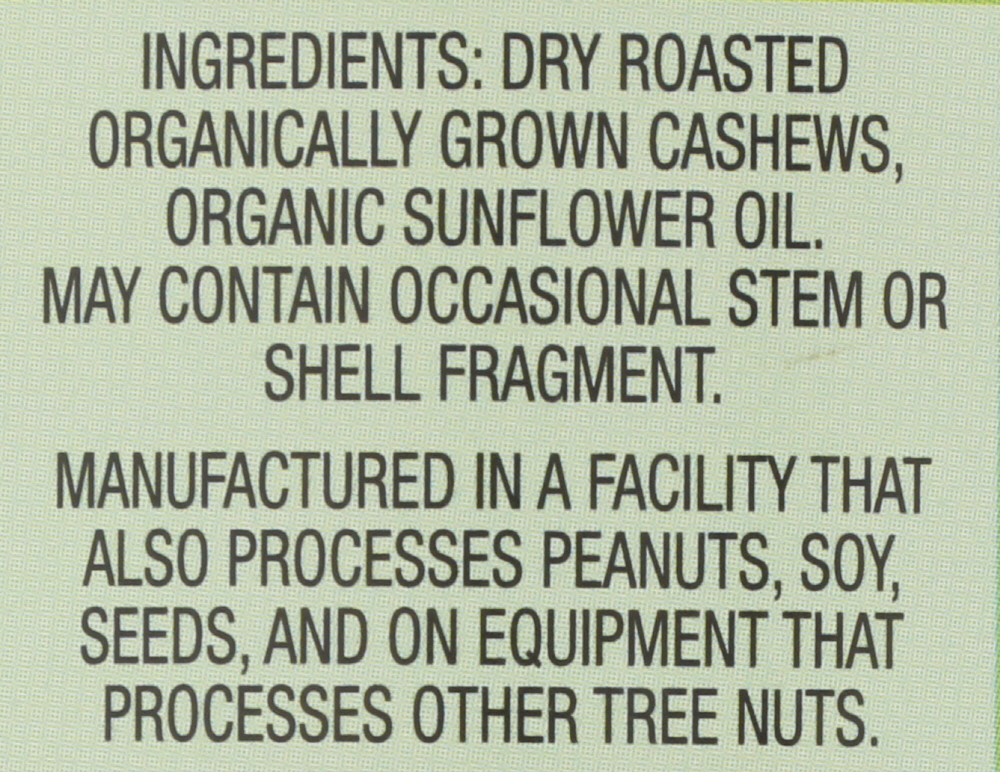 INGREDIENTS: DRY ROASTED
ORGANICALLY GROWN CASHEWS,
ORGANIC SUNFLOWER OIL.
MAY CONTAIN OCCASIONAL STEM OR
SHELL FRAGMENT.
MANUFACTURED IN A FACILITY THAT
ALSO PROCESSES PEANUTS, SOY,
SEEDS, AND ON EQUIPMENT THAT
PROCESSES OTHER TREE NUTS.